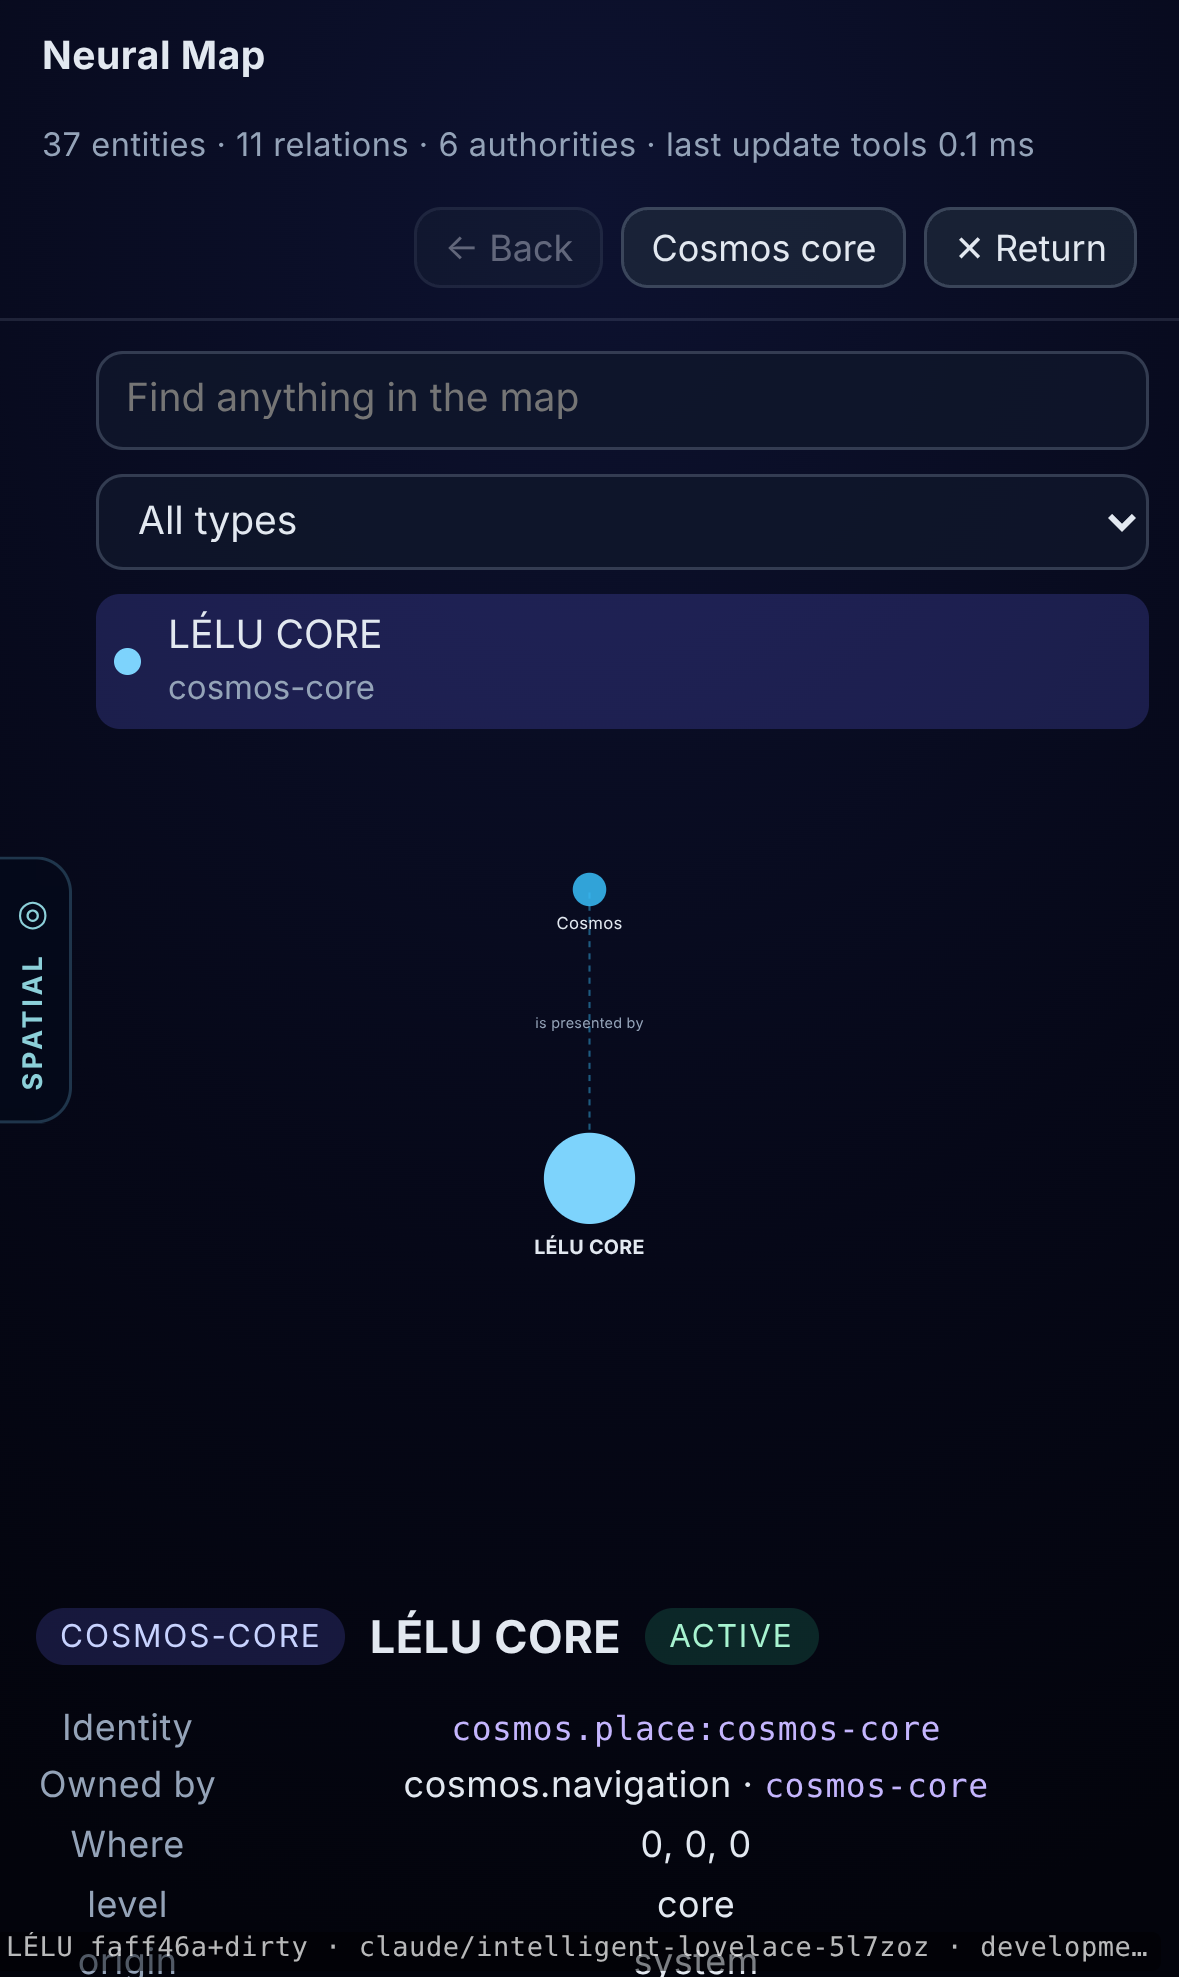 Neural Map
37 entities · 11 relations · 6 authorities · last update tools 0.1 ms
← Back
Cosmos core
✕ Return
Find anything in the map
All types
LÉLU CORE
cosmos-core
SPATIAL ◎
Cosmos
is presented by
LÉLU CORE
COSMOS-CORE LÉLU CORE ACTIVE
Identity cosmos.place:cosmos-core
Owned by cosmos.navigation · cosmos-core
Where 0, 0, 0
level core
LÉLU faff46a+dirty · claude/intelligent-lovelace-5l7zoz · developme…
origin system